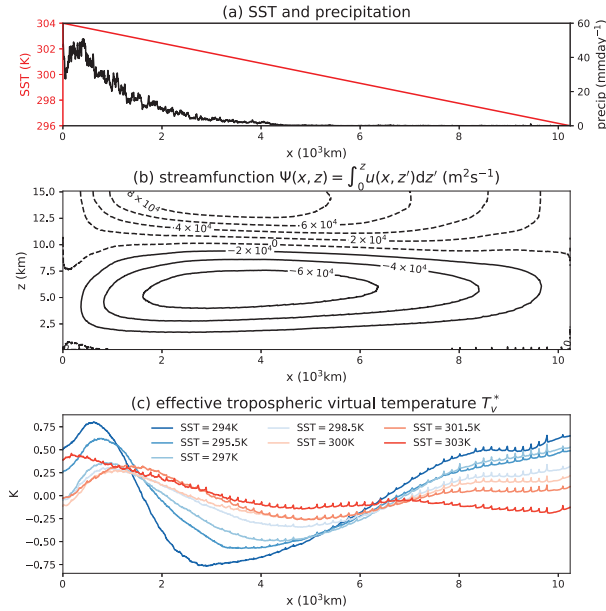 (a) SST and precipitation
304
302
300
298
296
SST (K)
60
40
20
0
precip (mmday⁻¹)
0 2 4 6 8 10
x (10³km)
(b) streamfunction Ψ(x, z) = ∫₀ᶻ u(x, z′)dz′ (m²s⁻¹)
15.0
12.5
10.0
7.5
5.0
2.5
z (km)
8 × 10⁴
4 × 10⁴
6 × 10⁴
2 × 10⁴
0
−2 × 10⁴
−4 × 10⁴
−6 × 10⁴
0 2 4 6 8 10
x (10³km)
(c) effective tropospheric virtual temperature T*ᵥ
0.75
0.50
0.25
0.00
−0.25
−0.50
−0.75
K
SST = 294K
SST = 295.5K
SST = 297K
SST = 298.5K
SST = 300K
SST = 301.5K
SST = 303K
0 2 4 6 8 10
x (10³km)